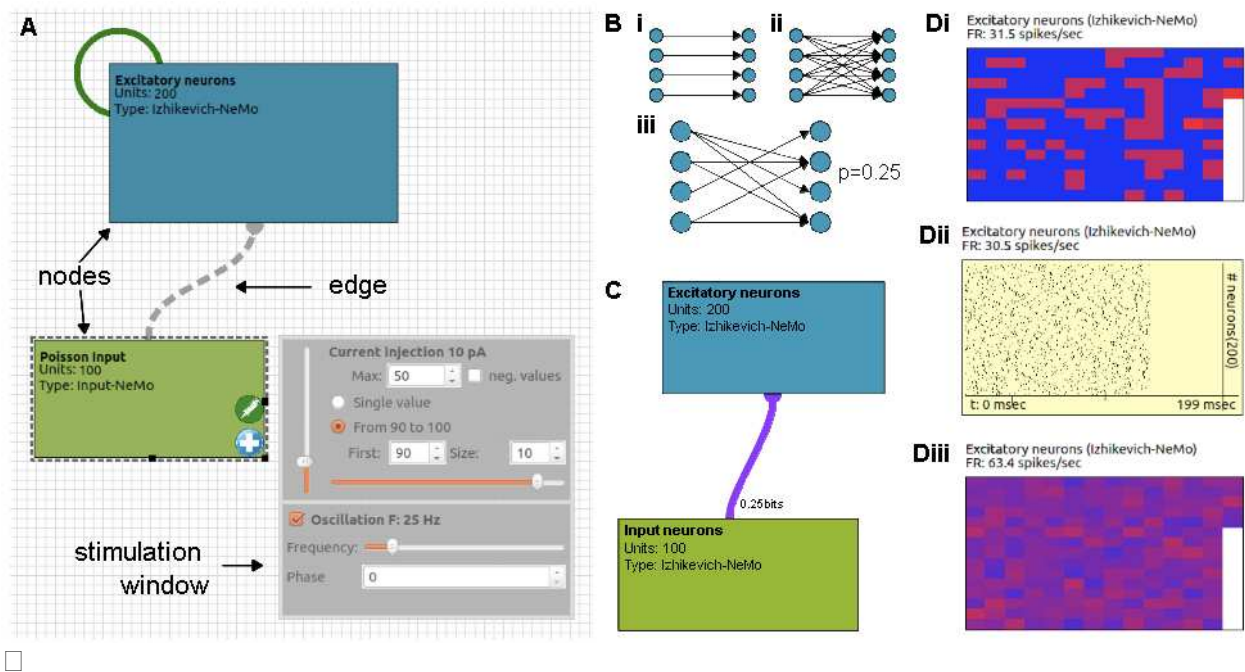 A
Excitatory neurons
Units: 200
Type: Izhikevich-NeMo
nodes
edge
Poisson Input
Units: 100
Type: Input-NeMo
Current Injection 10 pA
Max: 50 neg. values
Single value
From 90 to 100
First: 90 Size: 10
Oscillation F: 25 Hz
Frequency:
Phase 0
stimulation
window
B i ii
iii
p=0.25
C
Excitatory neurons
Units: 200
Type: Izhikevich-NeMo
0.25bits
Input neurons
Units: 100
Type: Izhikevich-NeMo
Di Excitatory neurons (Izhikevich-NeMo)
FR: 31.5 spikes/sec
Dii Excitatory neurons (Izhikevich-NeMo)
FR: 30.5 spikes/sec
# neurons(200)
t: 0 msec 199 msec
Diii Excitatory neurons (Izhikevich-NeMo)
FR: 63.4 spikes/sec